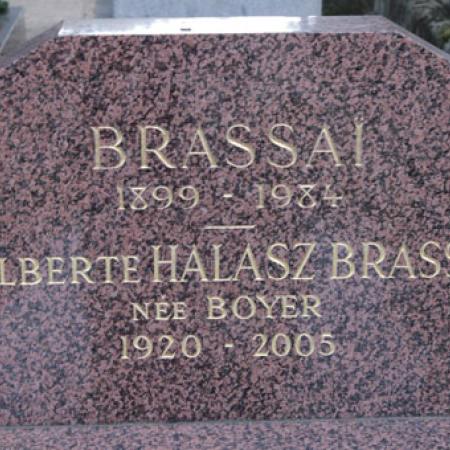 BRASSAÏ
1899 - 1984
LBERTE HALASZ BRASS
NÉE BOYER
1920 - 2005